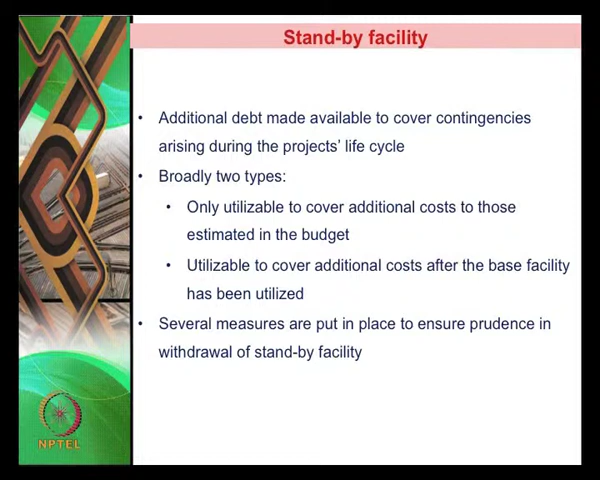 Stand-by facility
• Additional debt made available to cover contingencies
arising during the projects' life cycle
• Broadly two types:
• Only utilizable to cover additional costs to those
estimated in the budget
• Utilizable to cover additional costs after the base facility
has been utilized
• Several measures are put in place to ensure prudence in
withdrawal of stand-by facility
NPTEL